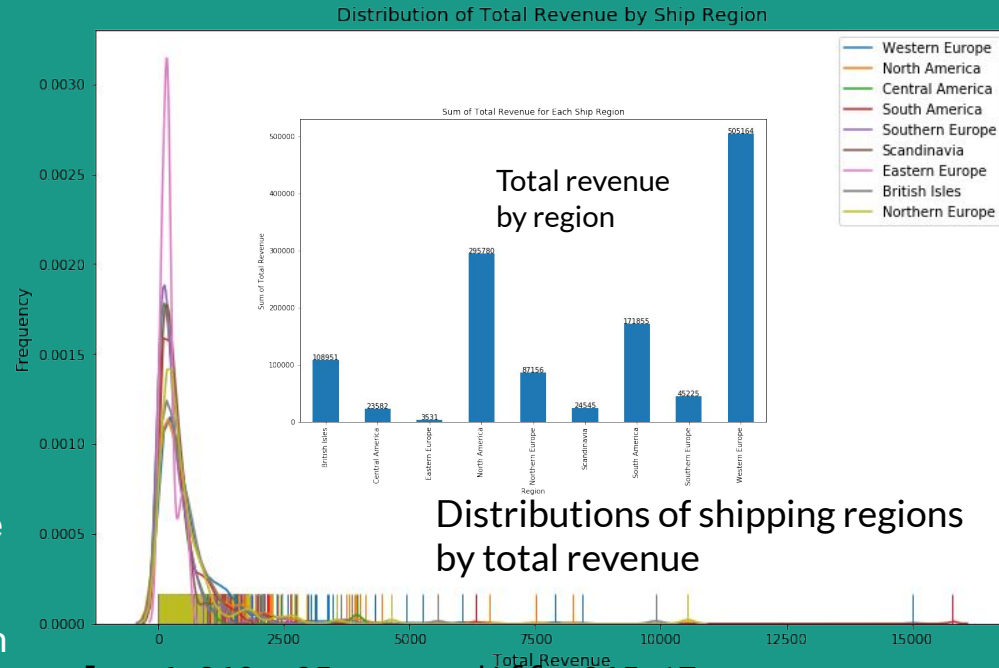 Distribution of Total Revenue by Ship Region
Western Europe
North America
Central America
South America
Southern Europe
Scandinavia
Eastern Europe
British Isles
Northern Europe
Frequency
0.0030
0.0025
0.0020
0.0015
0.0010
0.0005
0.0000
Sum of Total Revenue for Each Ship Region
Total revenue
by region
Sum of Total Revenue
500000
400000
300000
200000
100000
0
108951
23582
3531
295780
87156
24545
171855
45225
505164
British Isles
Central America
Eastern Europe
North America
Northern Europe
Scandinavia
South America
Southern Europe
Western Europe
Region
Distributions of shipping regions
by total revenue
0
2500
5000
7500
10000
12500
15000
Total Revenue